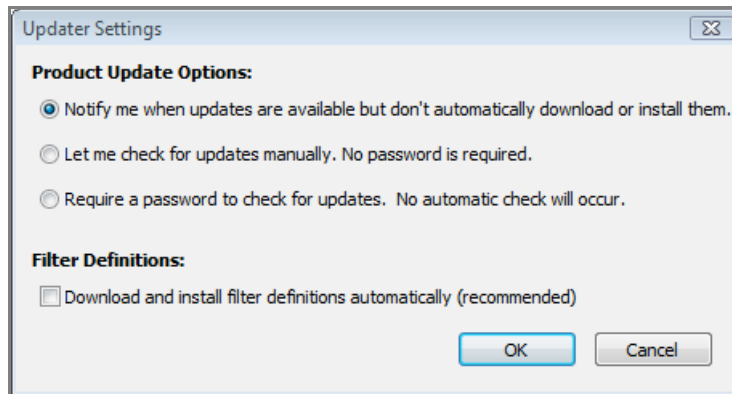 Updater Settings
Product Update Options:
Notify me when updates are available but don't automatically download or install them.
Let me check for updates manually. No password is required.
Require a password to check for updates.  No automatic check will occur.
Filter Definitions:
Download and install filter definitions automatically (recommended)
OK Cancel